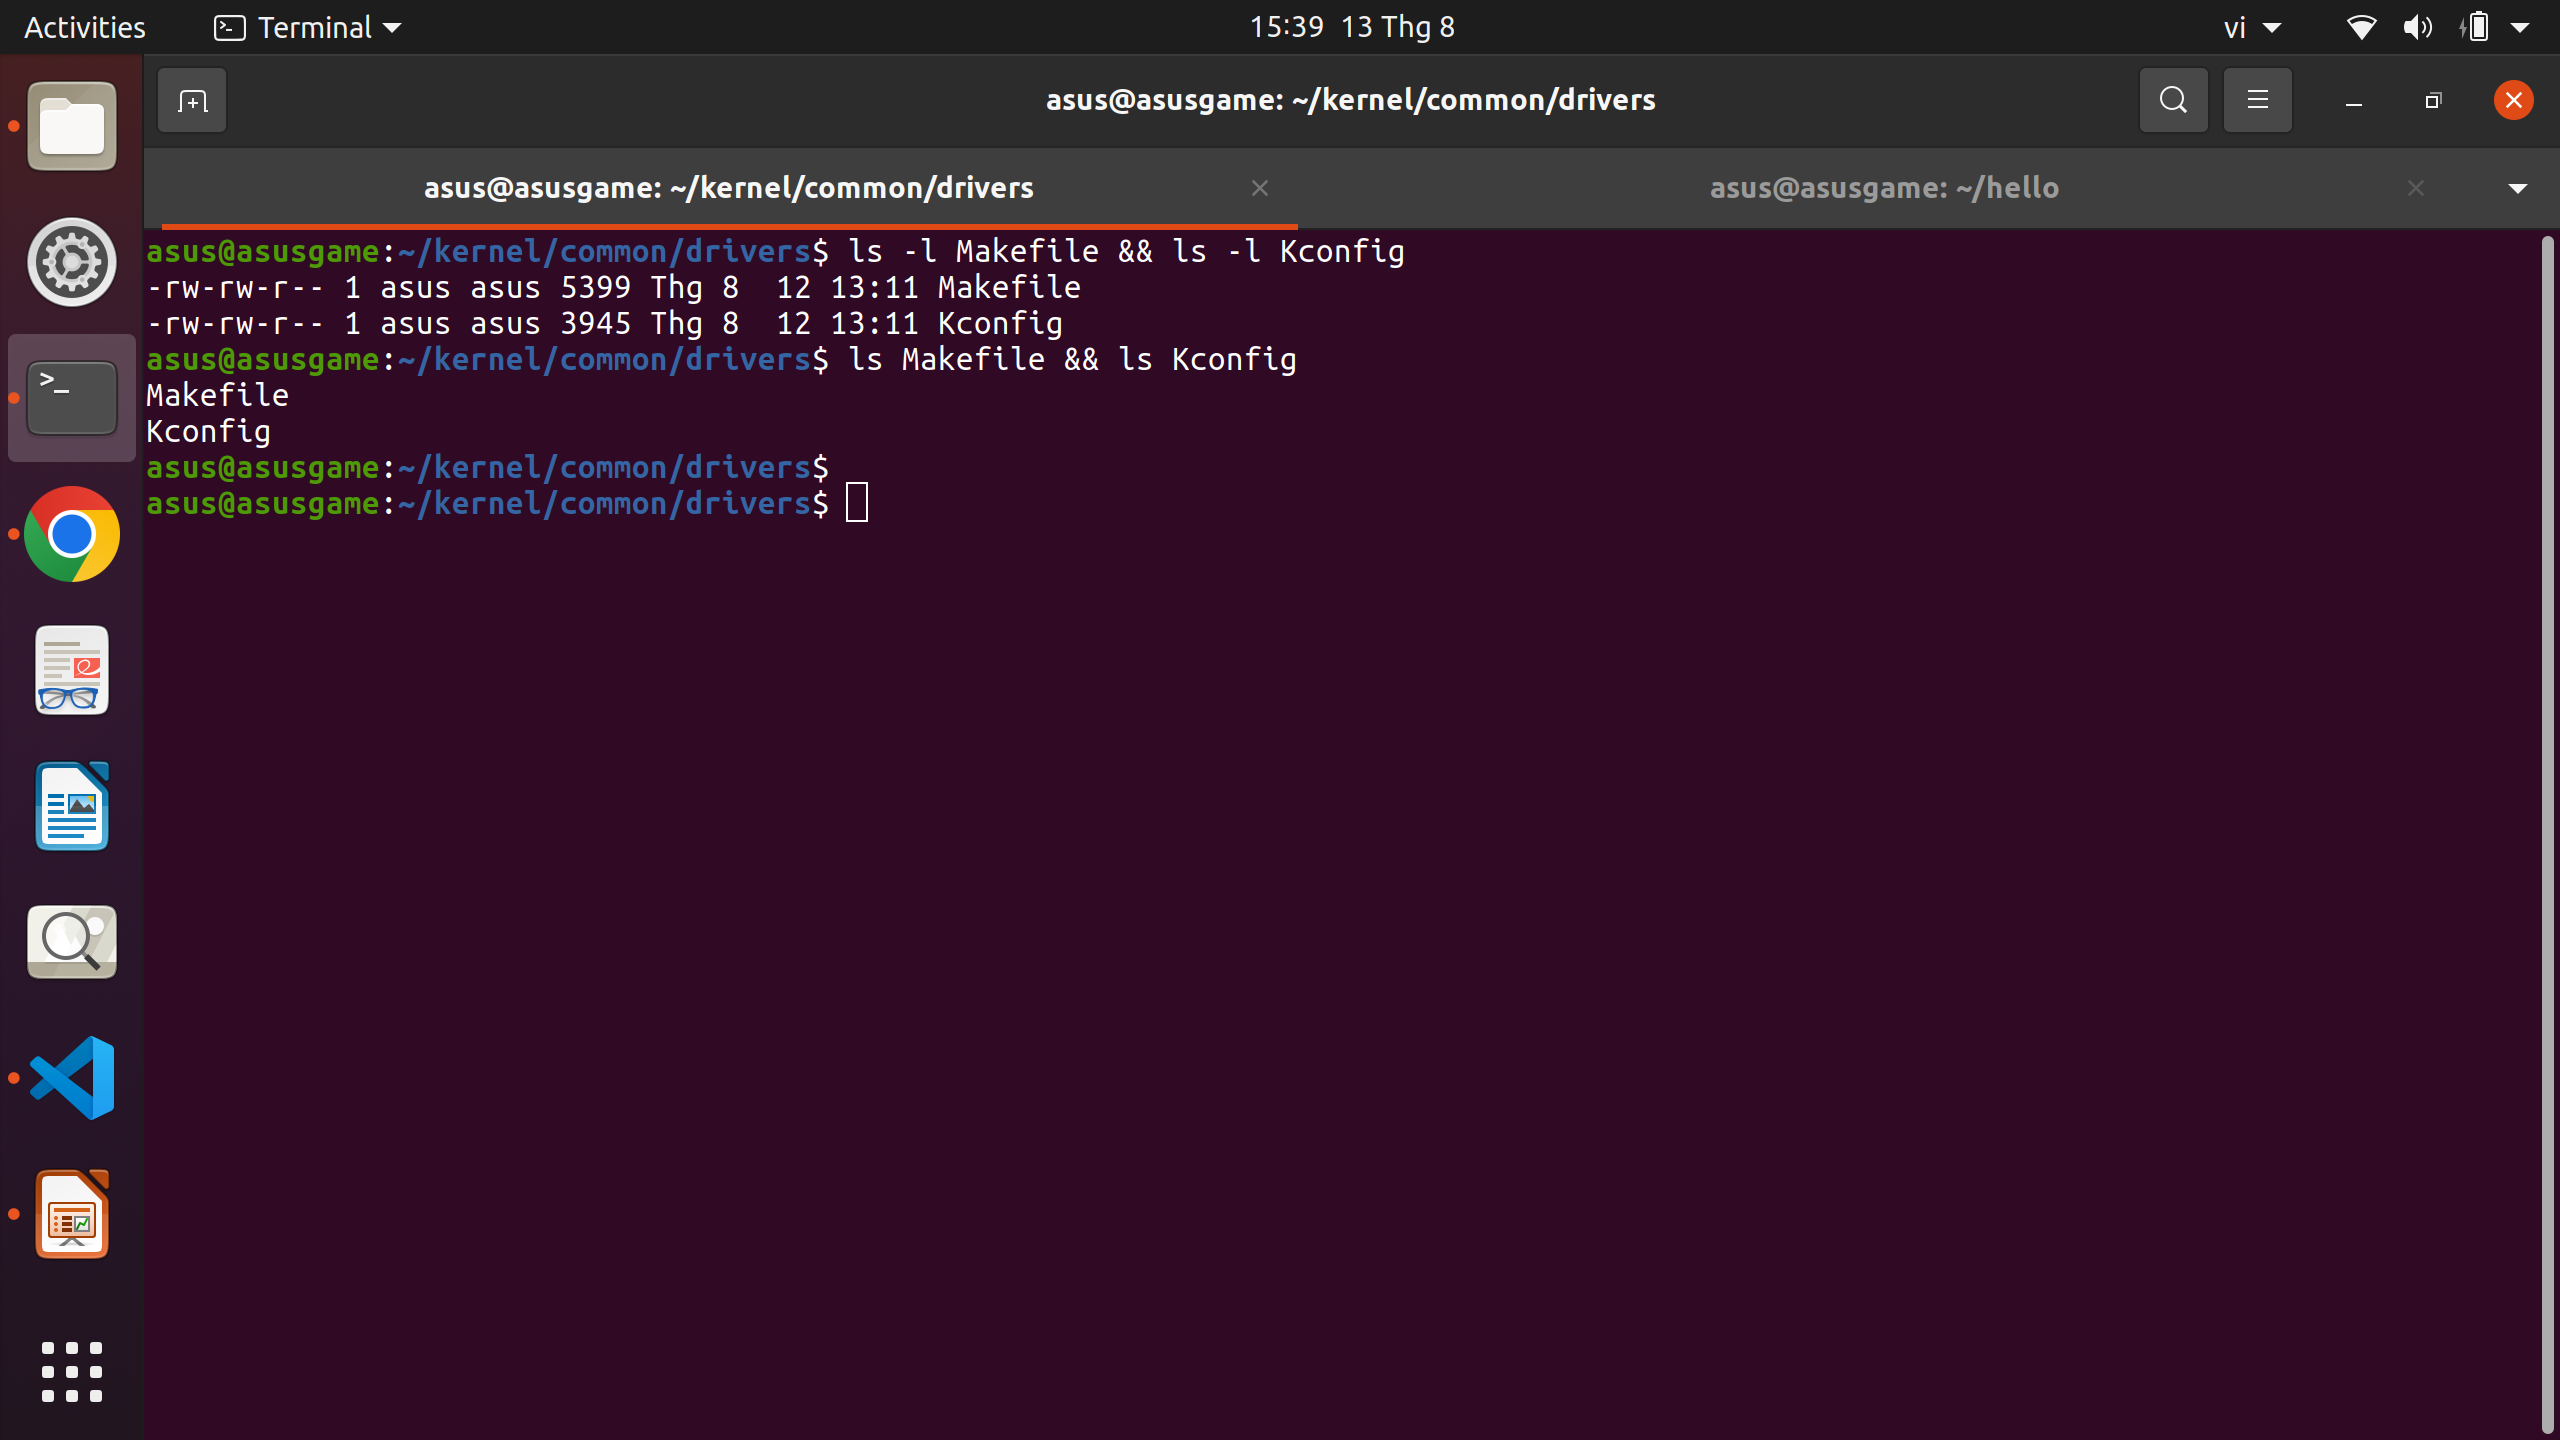 Activities
Terminal
15:39 13 Thg 8
vi
asus@asusgame: ~/kernel/common/drivers
asus@asusgame: ~/kernel/common/drivers
asus@asusgame: ~/hello
asus@asusgame:~/kernel/common/drivers$ ls -l Makefile && ls -l Kconfig
-rw-rw-r-- 1 asus asus 5399 Thg 8  12 13:11 Makefile
-rw-rw-r-- 1 asus asus 3945 Thg 8  12 13:11 Kconfig
asus@asusgame:~/kernel/common/drivers$ ls Makefile && ls Kconfig
Makefile
Kconfig
asus@asusgame:~/kernel/common/drivers$
asus@asusgame:~/kernel/common/drivers$